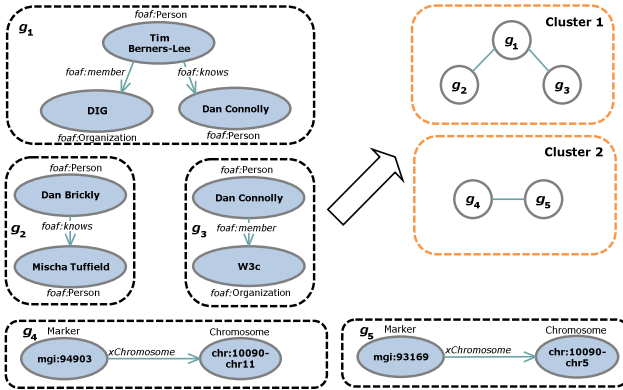 g1
foaf:Person
Tim
Berners-Lee
foaf:member
foaf:knows
DIG
Dan Connolly
foaf:Organization
foaf:Person
foaf:Person
Dan Brickly
foaf:knows
g2
Mischa Tuffield
foaf:Person
foaf:Person
Dan Connolly
foaf:member
g3
W3c
foaf:Organization
Cluster 1
g1
g2
g3
Cluster 2
g4
g5
g4
Marker
mgi:94903
xChromosome
Chromosome
chr:10090-
chr11
g5
Marker
mgi:93169
xChromosome
Chromosome
chr:10090-
chr5